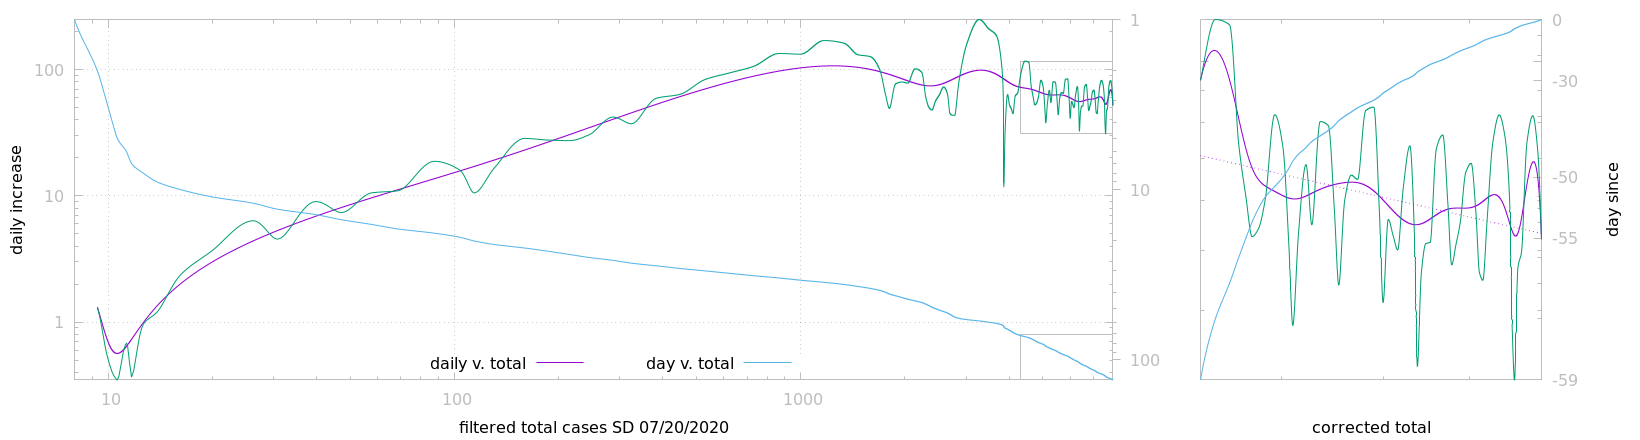 daily increase
100
10
1
daily v. total
day v. total
10
100
1000
1
10
100
filtered total cases SD 07/20/2020
0
-30
-50
-55
-59
day since
corrected total